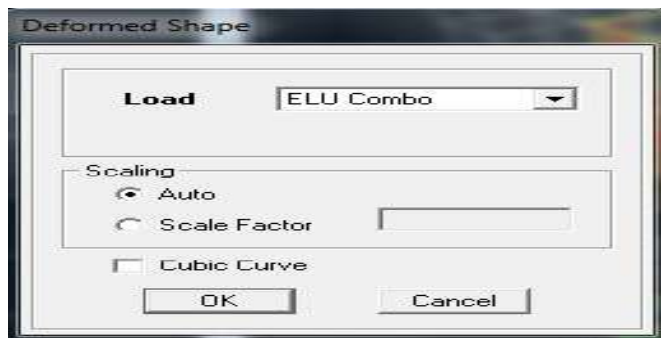 Deformed Shape
Load ELU Combo
Scaling
Auto
Scale Factor
Cubic Curve
OK Cancel